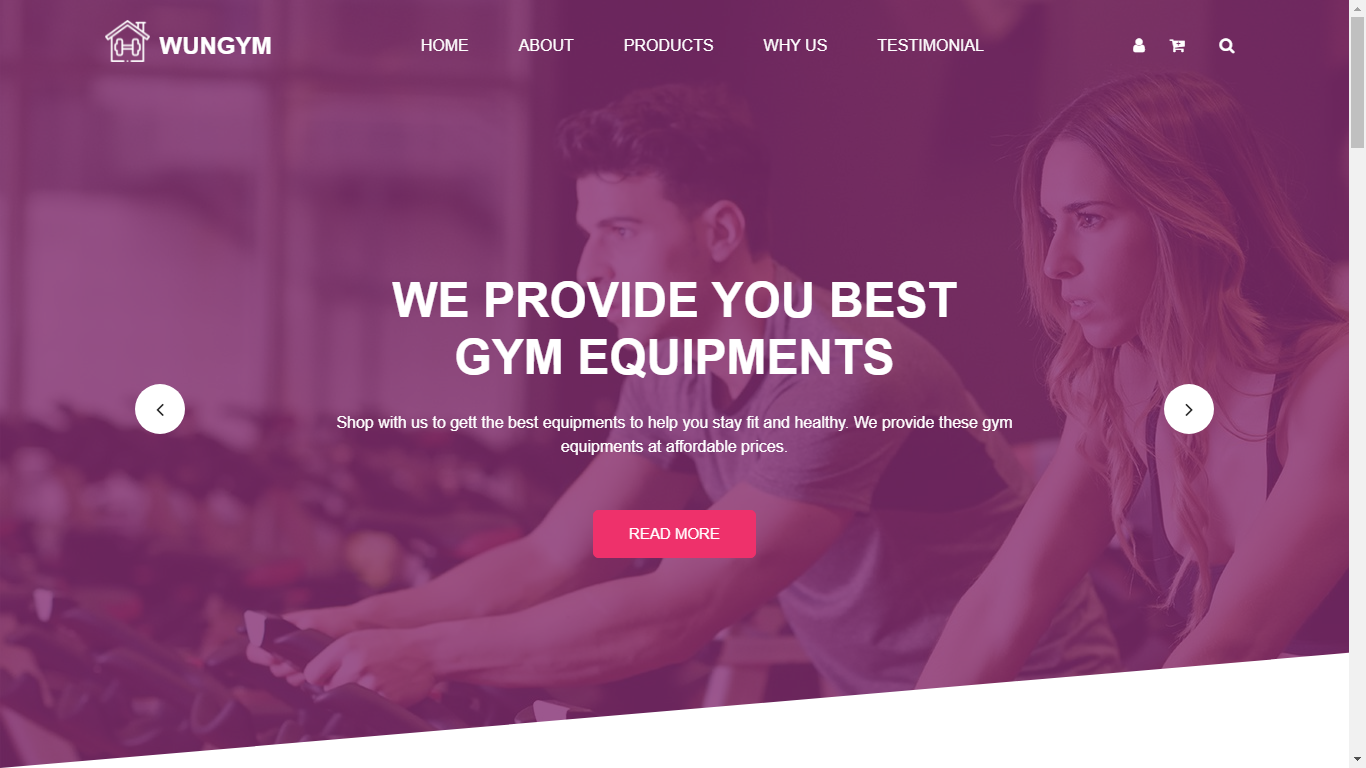 WUNGYM
HOME
ABOUT
PRODUCTS
WHY US
TESTIMONIAL
WE PROVIDE YOU BEST
GYM EQUIPMENTS
Shop with us to gett the best equipments to help you stay fit and healthy. We provide these gym
equipments at affordable prices.
READ MORE